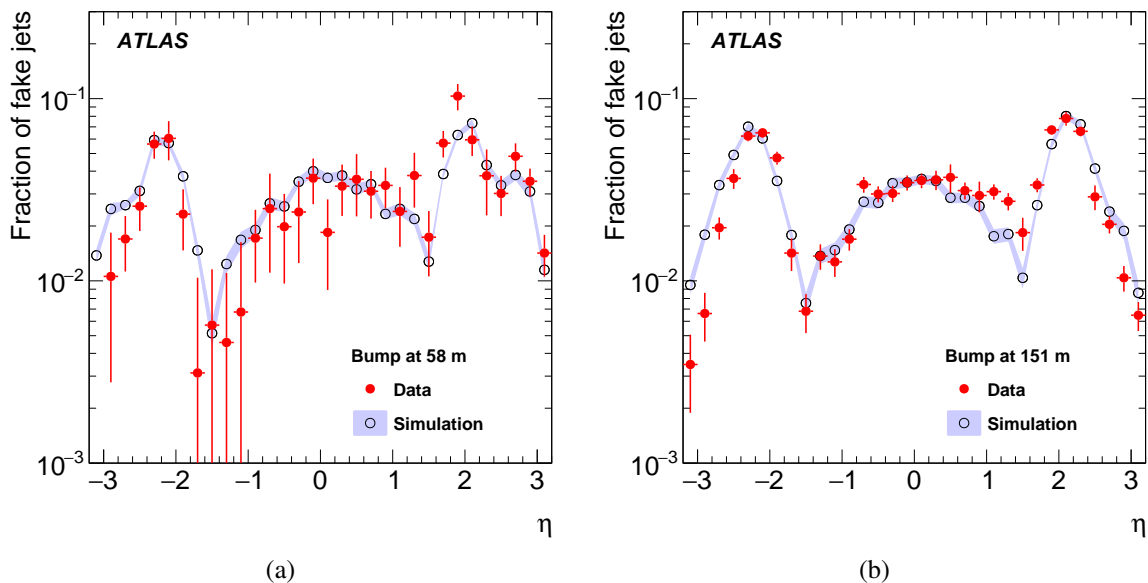 Fraction of fake jets
ATLAS
10⁻¹
10⁻²
10⁻³
Bump at 58 m
Data
Simulation
−3 −2 −1 0 1 2 3
η
(a)
Fraction of fake jets
ATLAS
10⁻¹
10⁻²
10⁻³
Bump at 151 m
Data
Simulation
−3 −2 −1 0 1 2 3
η
(b)